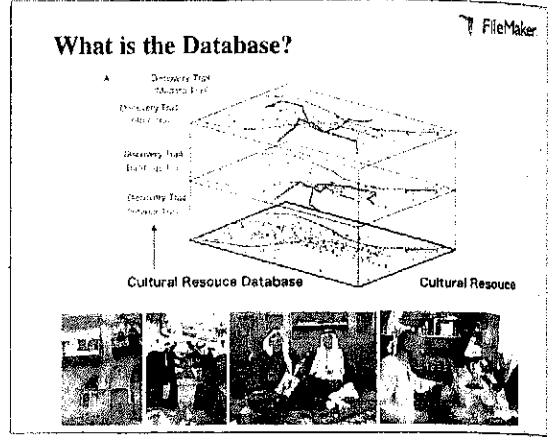 FileMaker
What is the Database?
A
Discovery Trail
Discovery Trail
Discovery Trail
Discovery Trail
Cultural Resouce Database
Cultural Resouce